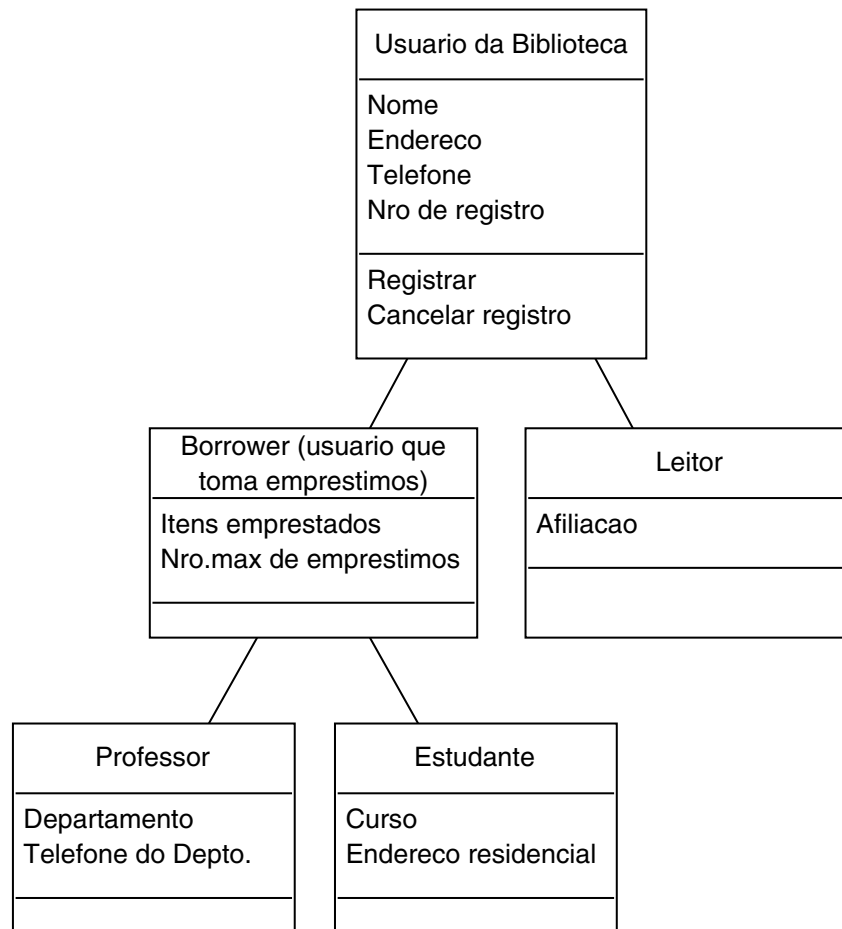 Usuario da Biblioteca
Nome
Endereco
Telefone
Nro de registro
Registrar
Cancelar registro
Borrower (usuario que
toma emprestimos)
Itens emprestados
Nro.max de emprestimos
Leitor
Afiliacao
Professor
Departamento
Telefone do Depto.
Estudante
Curso
Endereco residencial